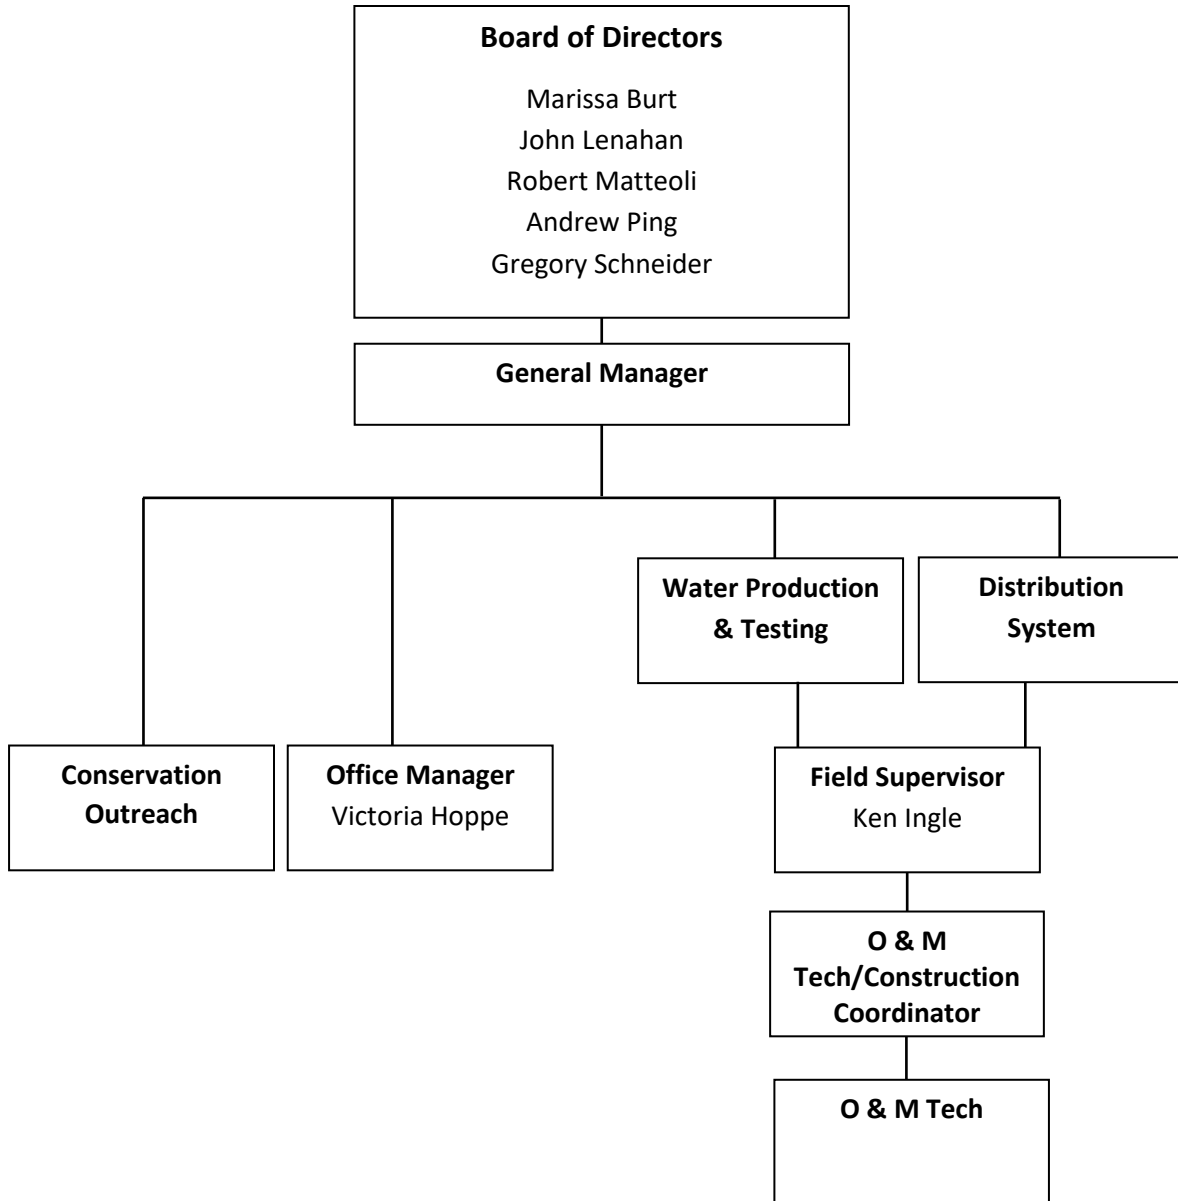 Board of Directors
Marissa Burt
John Lenahan
Robert Matteoli
Andrew Ping
Gregory Schneider
General Manager
Water Production
& Testing
Distribution
System
Conservation
Outreach
Office Manager
Victoria Hoppe
Field Supervisor
Ken Ingle
O & M
Tech/Construction
Coordinator
O & M Tech